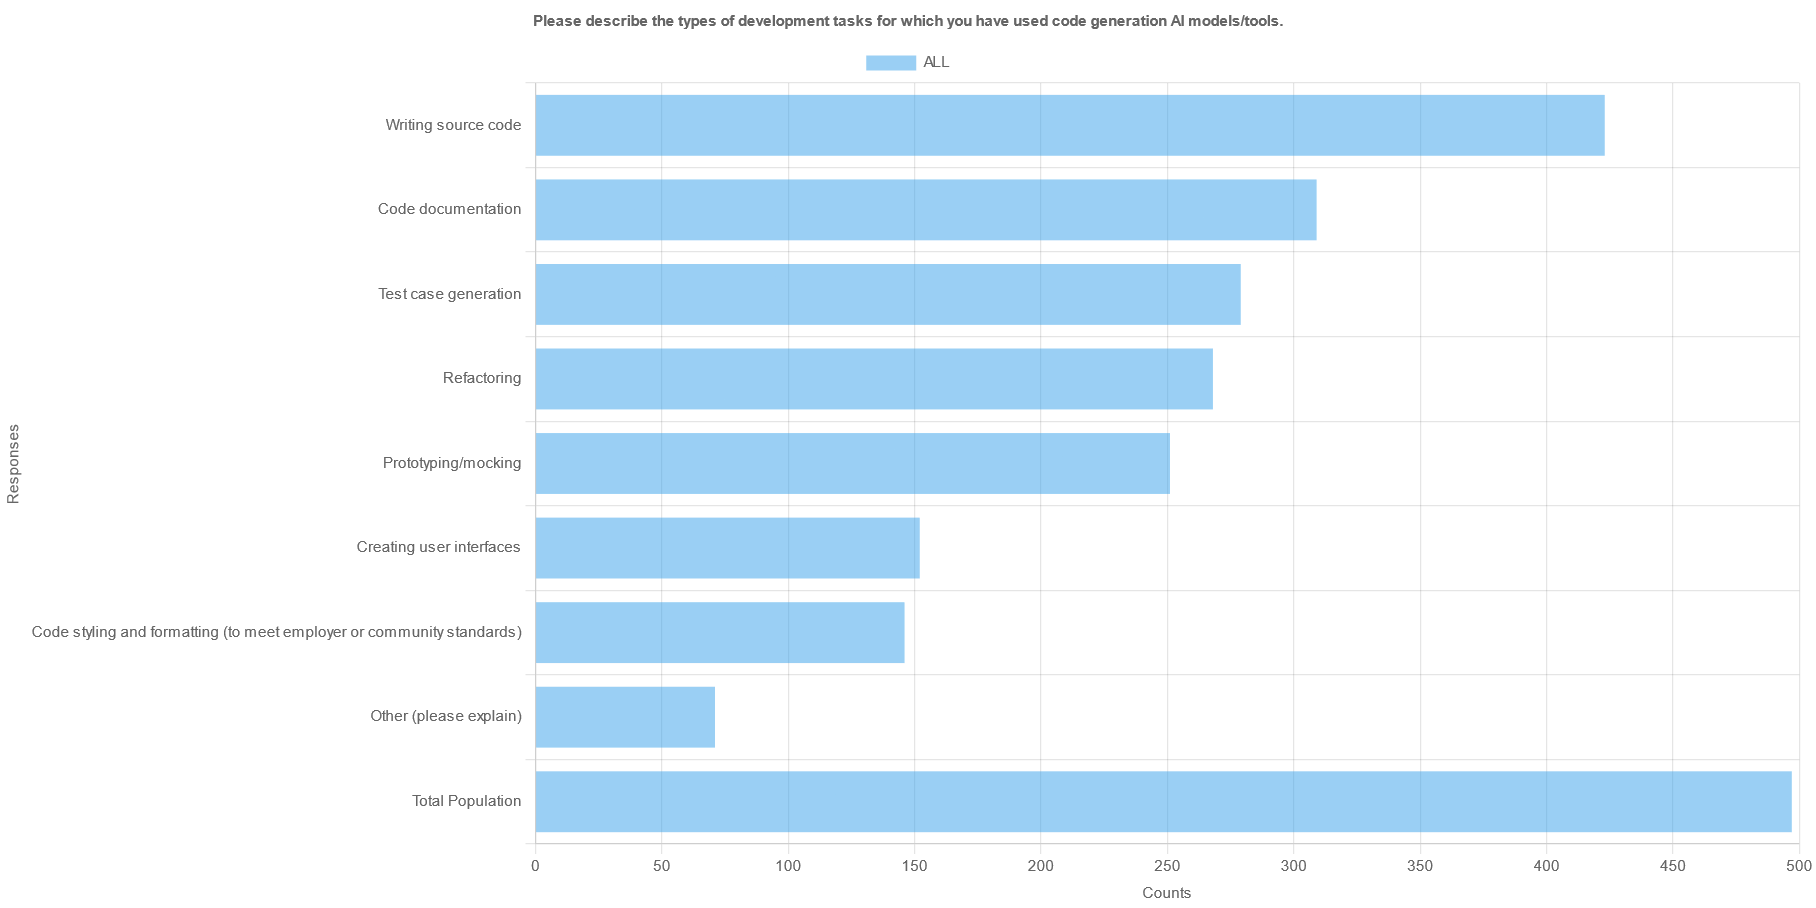 Please describe the types of development tasks for which you have used code generation AI models/tools.
ALL
Writing source code
Code documentation
Test case generation
Refactoring
Prototyping/mocking
Creating user interfaces
Code styling and formatting (to meet employer or community standards)
Other (please explain)
Total Population
Responses
0 50 100 150 200 250 300 350 400 450 500
Counts